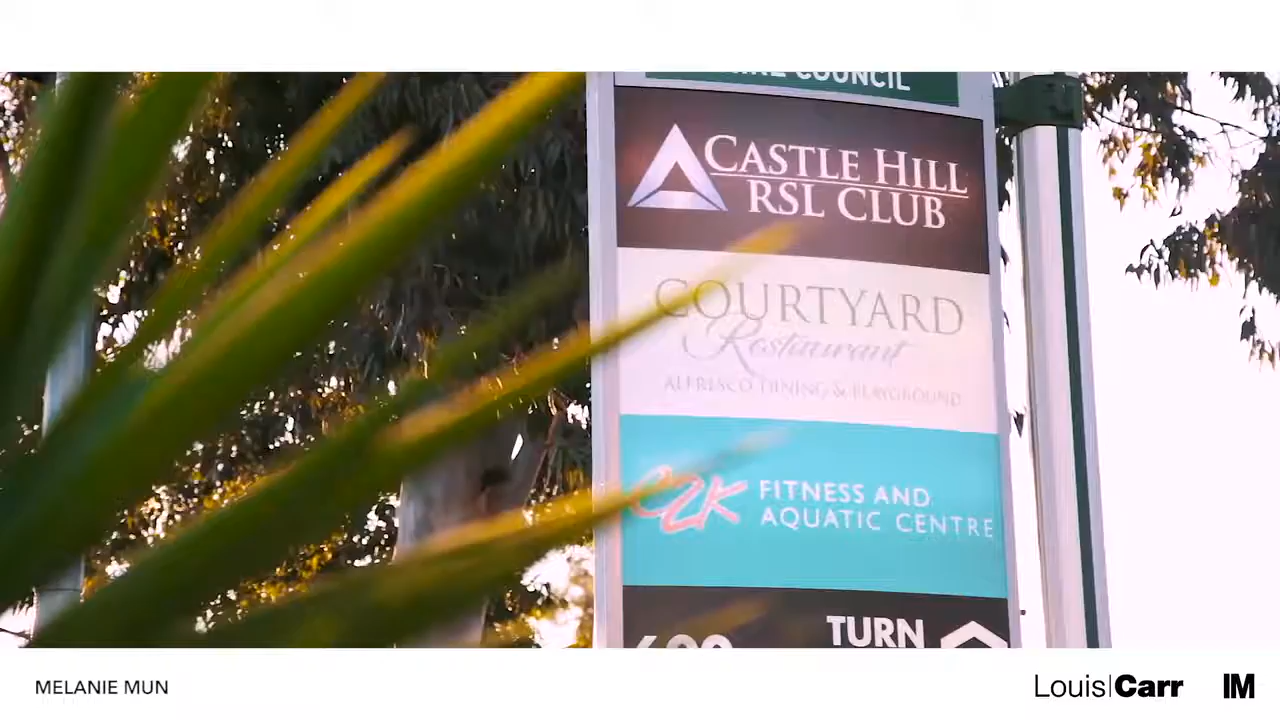 COUNCIL
CASTLE HILL
RSL CLUB
COURTYARD
Restaurant
ALFRESCO DINING & PLAYGROUND
FITNESS AND
AQUATIC CENTRE
TURN
MELANIE MUN
Louis|Carr IM